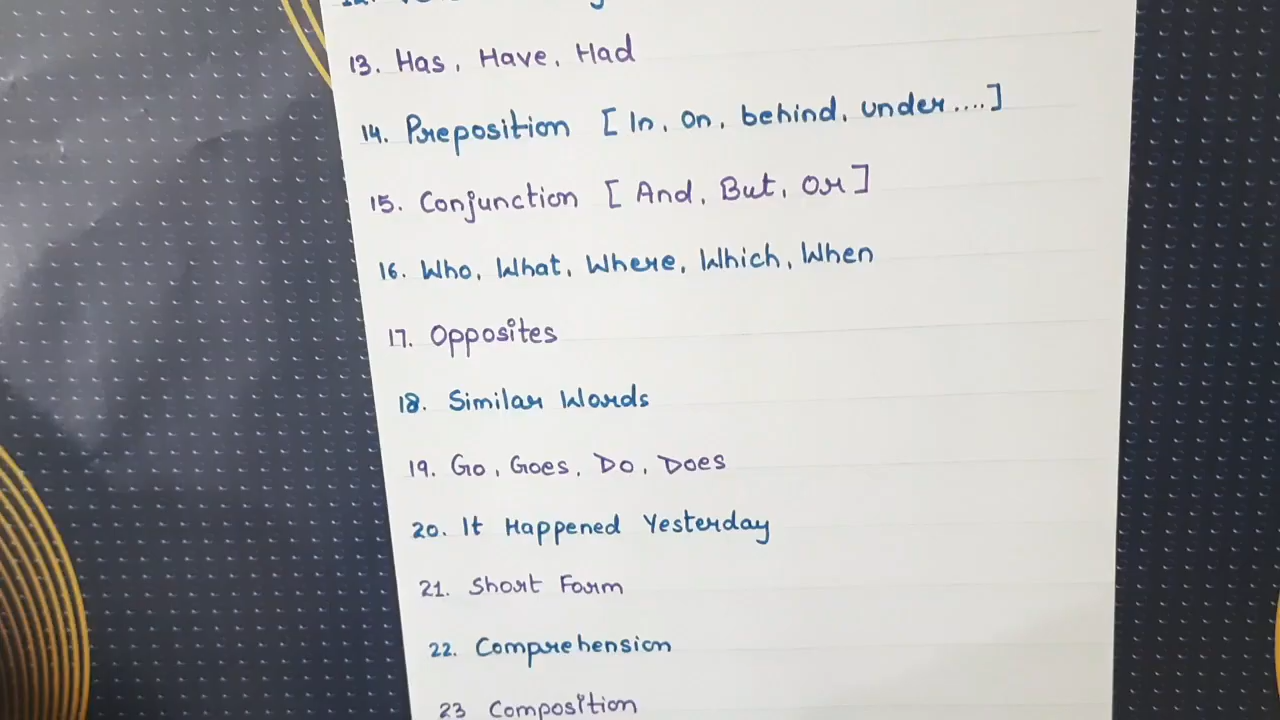 13. Has, Have, Had
14. Preposition [In, On, behind, under....]
15. Conjunction [And, But, Or]
16. Who, What, Where, Which, When
17. Opposites
18. Similar Words
19. Go, Goes, Do, Does
20. It Happened Yesterday
21. Short Form
22. Comprehension
23 Composition